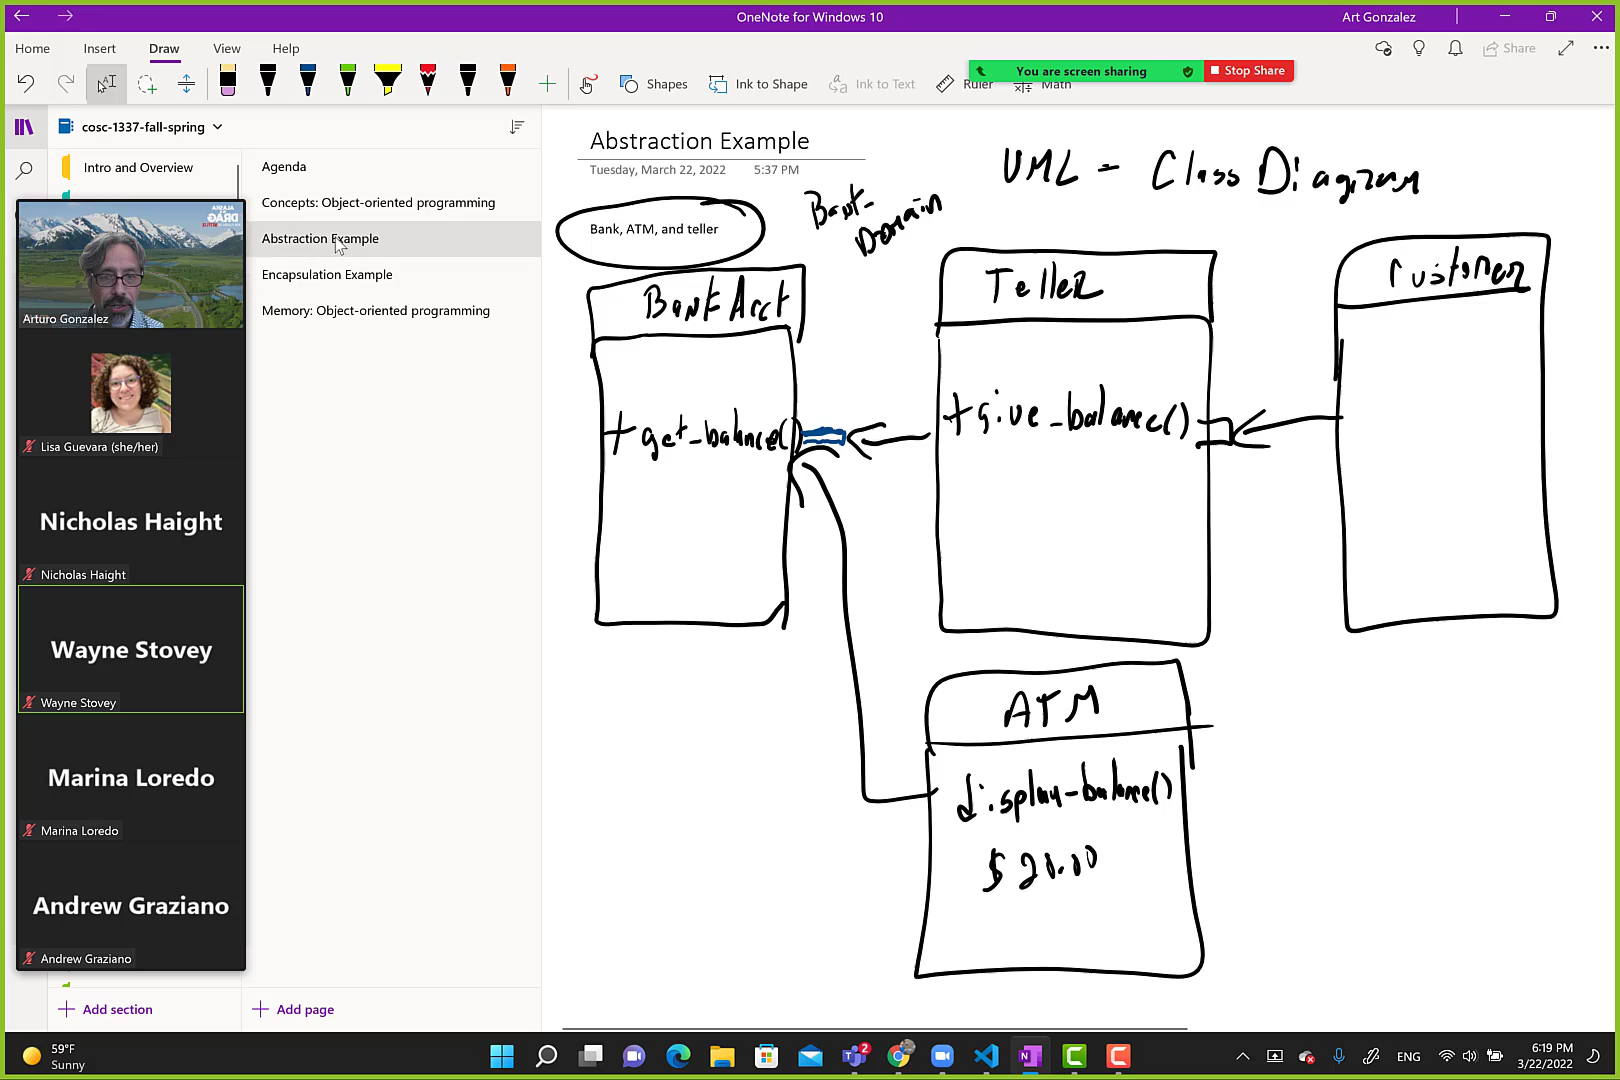 OneNote for Windows 10
Art Gonzalez
Home
Insert
Draw
View
Help
Share
You are screen sharing
Stop Share
Shapes
Ink to Shape
Ink to Text
Ruler
Math
cosc-1337-fall-spring
Intro and Overview
Agenda
Concepts: Object-oriented programming
Abstraction Example
Encapsulation Example
Memory: Object-oriented programming
Arturo Gonzalez
Lisa Guevara (she/her)
Nicholas Haight
Nicholas Haight
Wayne Stovey
Wayne Stovey
Marina Loredo
Marina Loredo
Andrew Graziano
Andrew Graziano
Add section
Add page
Abstraction Example
Tuesday, March 22, 2022 5:37 PM
UML - Class Diagram
Bank, ATM, and teller
Bank-
Domain
Bank Acct
+ get_balance()
Teller
+ give_balance()
Customer
ATM
display_balance()
$ 20.00
59°F
Sunny
2
ENG
6:19 PM
3/22/2022